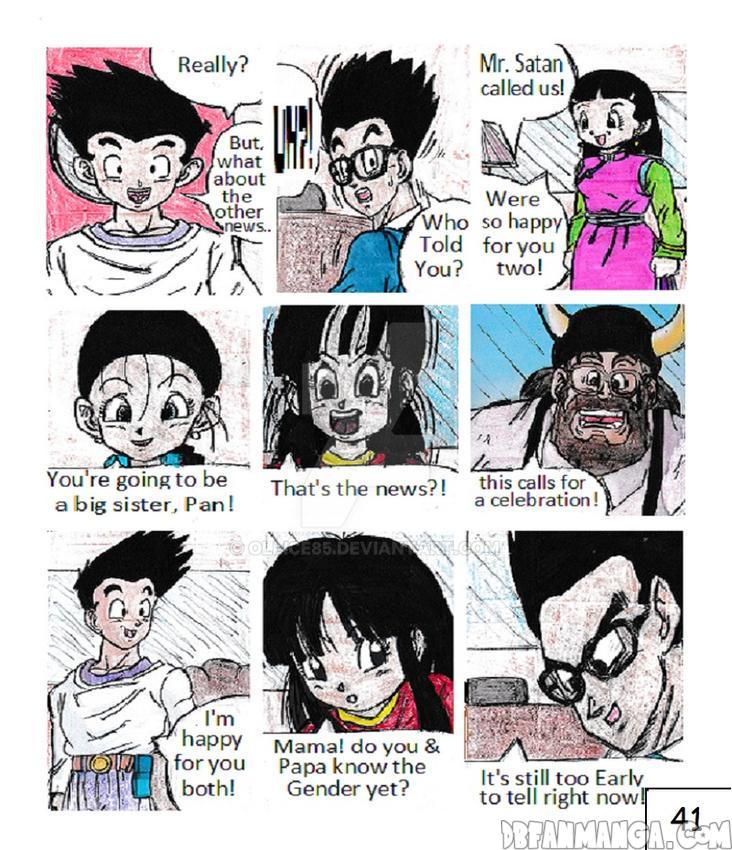 Really?
But,
what
about
the
other
news..
UH?!
Who
Told
You?
Mr. Satan
called us!
Were
so happy
for you
two!
You're going to be
a big sister, Pan!
That's the news?!
this calls for
a celebration!
© OLBICE85.DEVIANTART.COM
I'm
happy
for you
both!
Mama! do you &
Papa know the
Gender yet?
It's still too Early
to tell right now!
41
DBFANMANGA.COM